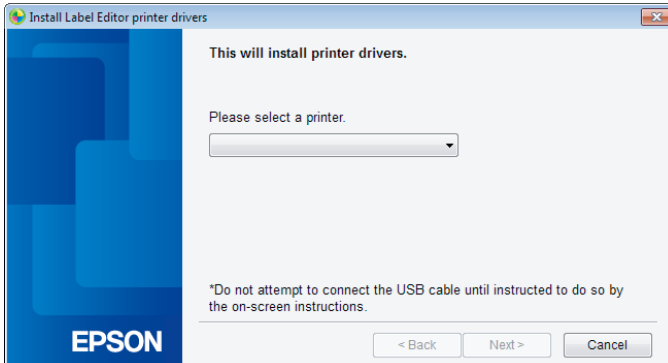 Install Label Editor printer drivers
This will install printer drivers.
Please select a printer.
*Do not attempt to connect the USB cable until instructed to do so by
the on-screen instructions.
EPSON
< Back
Next >
Cancel